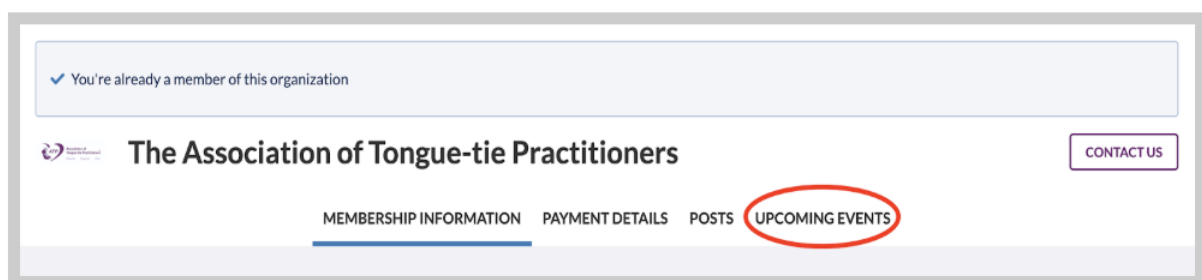 You're already a member of this organization
The Association of Tongue-tie Practitioners
CONTACT US
MEMBERSHIP INFORMATION PAYMENT DETAILS POSTS UPCOMING EVENTS